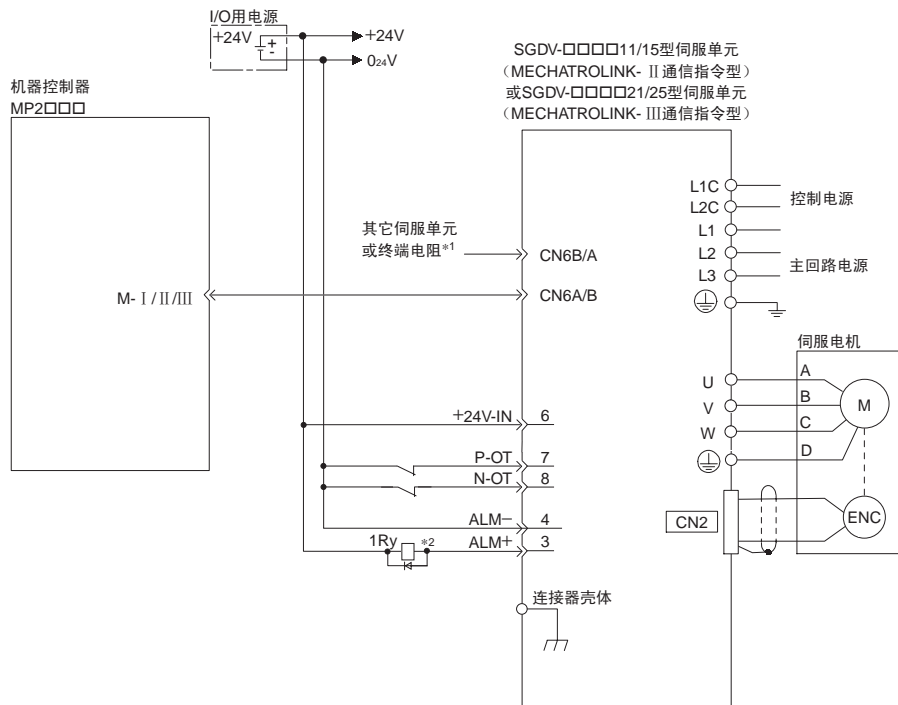 I/O用电源
+24V
+
-
+24V
024V
SGDV-□□□□11/15型伺服单元
（MECHATROLINK- Ⅱ通信指令型）
或SGDV-□□□□21/25型伺服单元
（MECHATROLINK- Ⅲ通信指令型）
机器控制器
MP2□□□
L1C
L2C
控制电源
L1
L2
L3
主回路电源
其它伺服单元
或终端电阻*1
CN6B/A
M- Ⅰ/Ⅱ/Ⅲ
CN6A/B
伺服电机
U
A
V
B
W
C
D
M
+24V-IN
6
P-OT
7
N-OT
8
ALM−
4
1Ry
*2
ALM+
3
CN2
ENC
连接器壳体